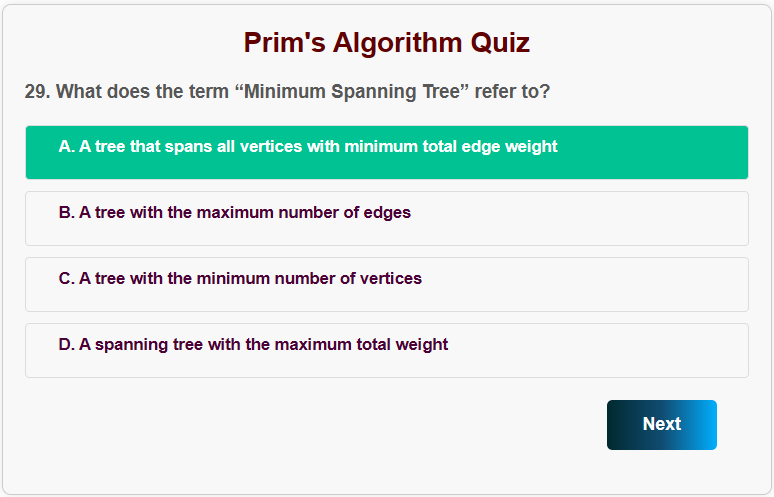 Prim's Algorithm Quiz
29. What does the term “Minimum Spanning Tree” refer to?
A. A tree that spans all vertices with minimum total edge weight
B. A tree with the maximum number of edges
C. A tree with the minimum number of vertices
D. A spanning tree with the maximum total weight
Next